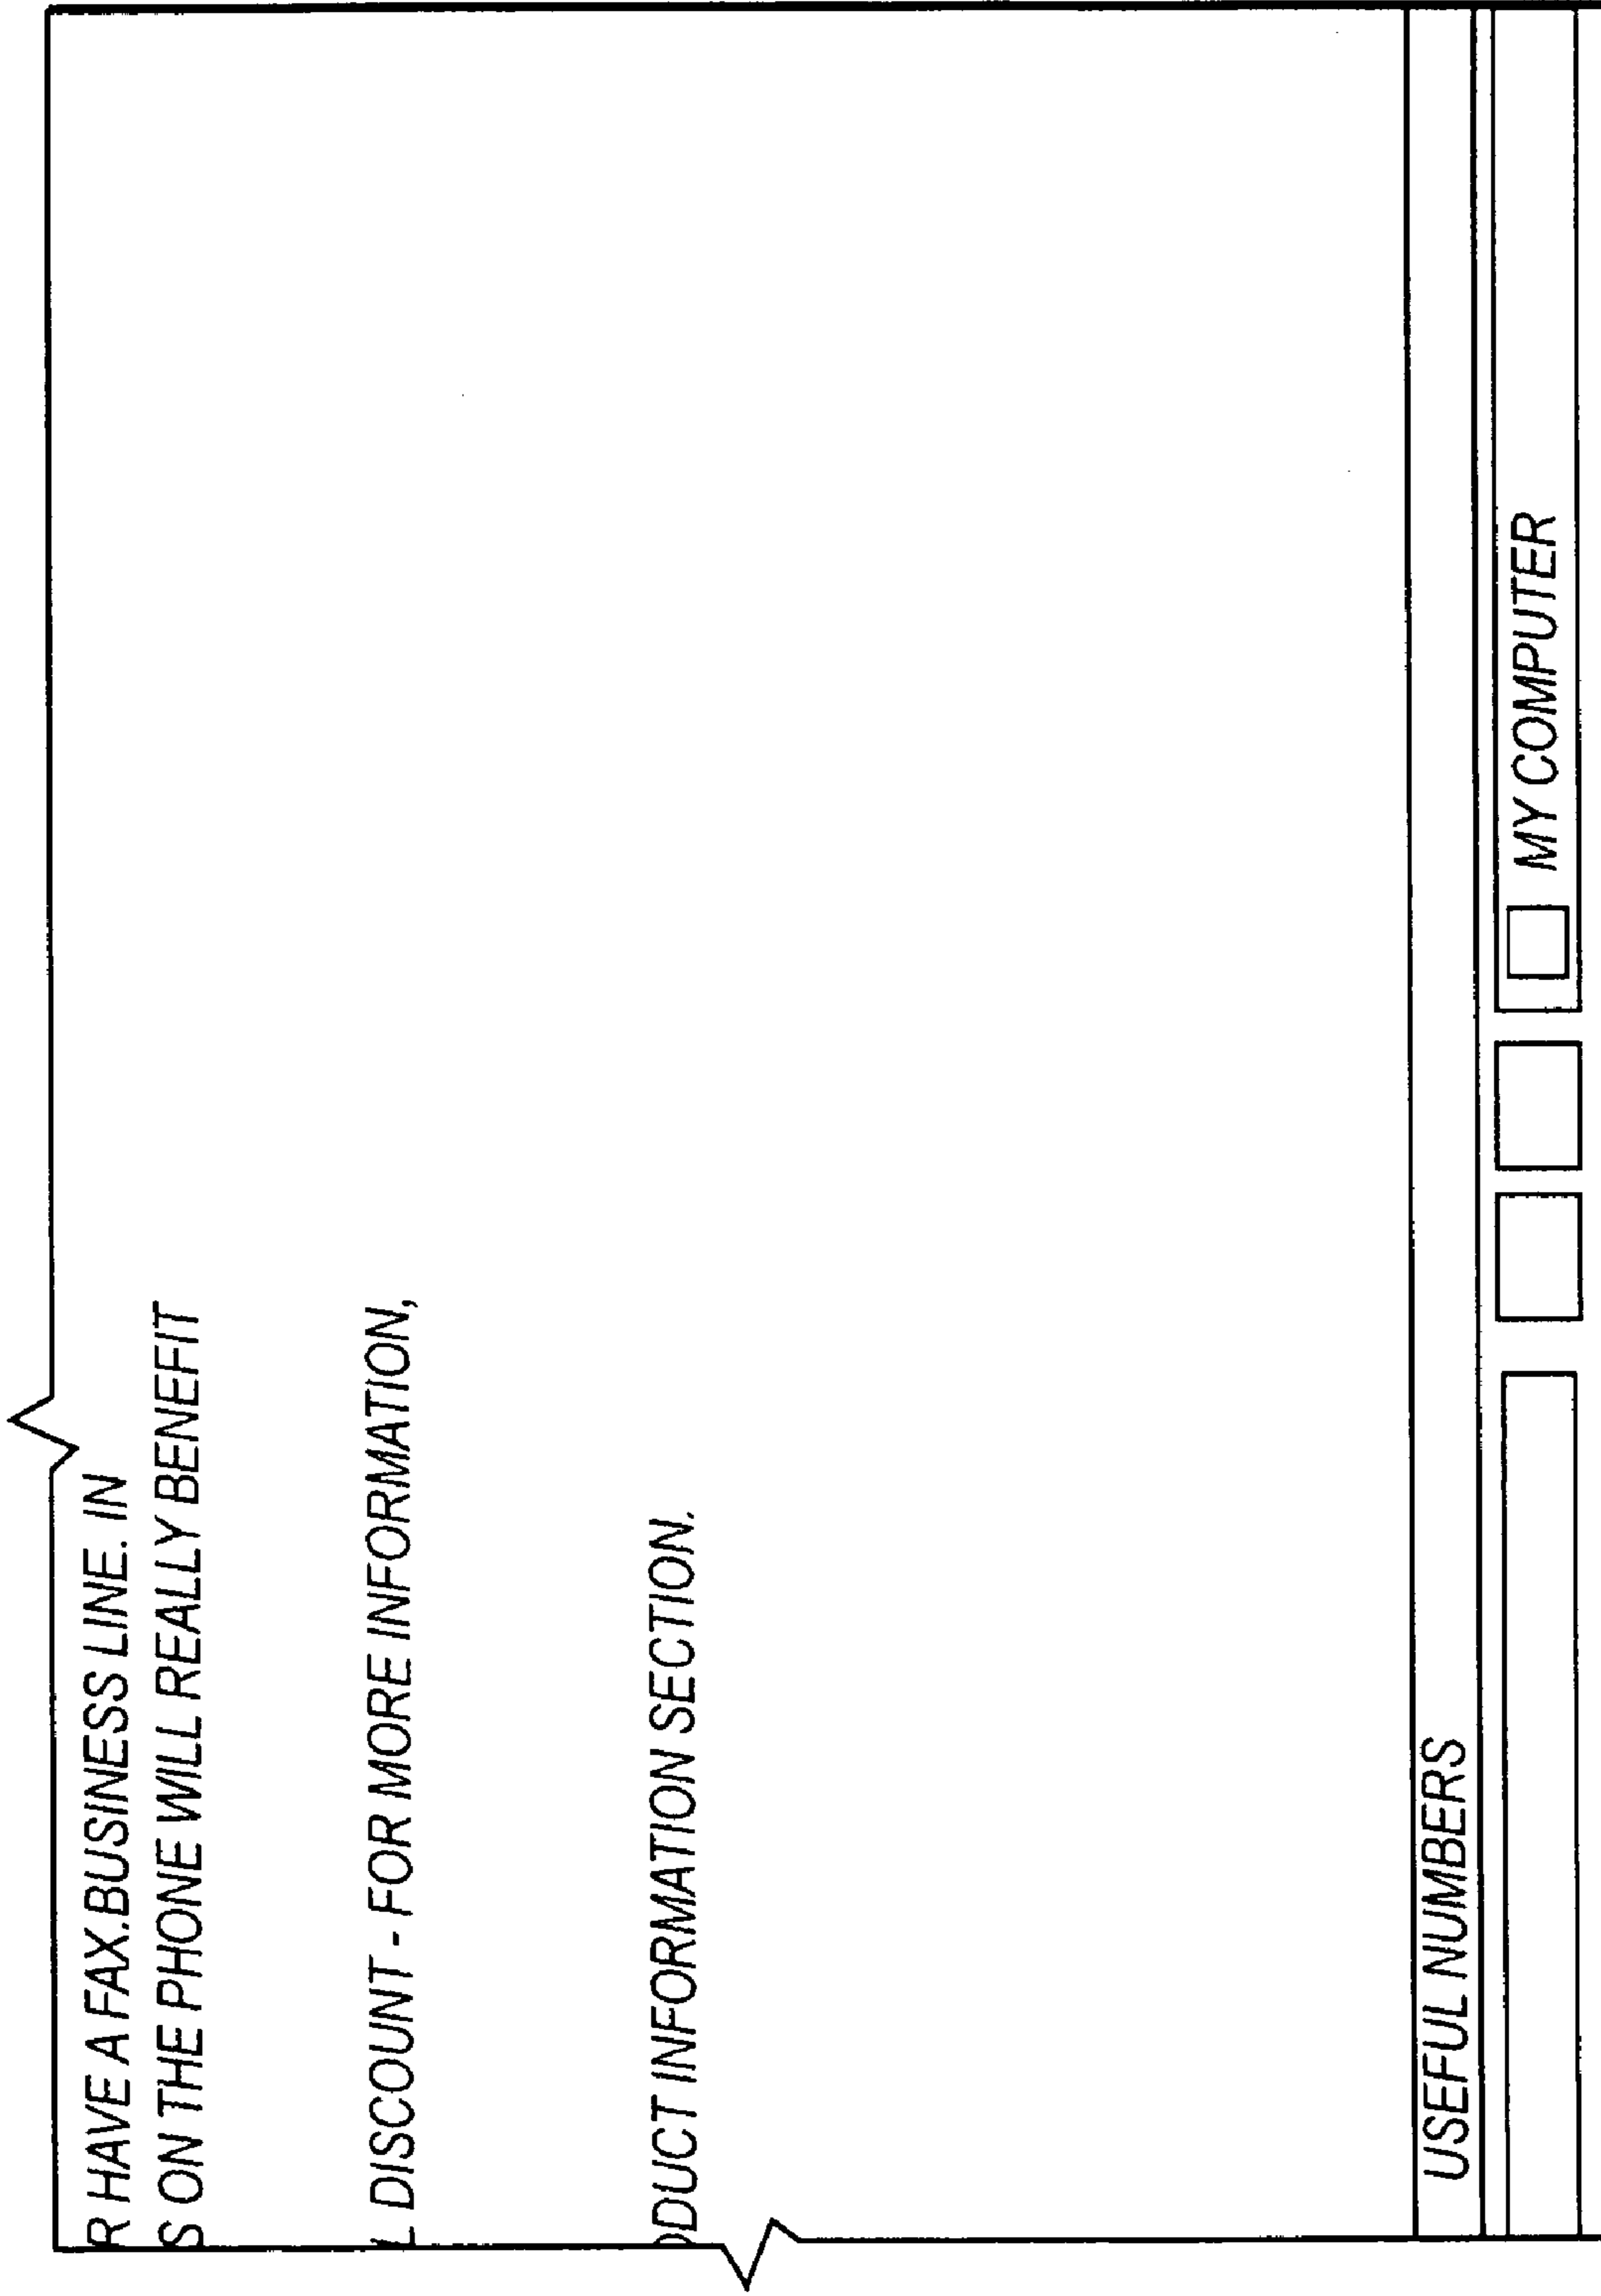 R HAVE A FAX.BUSINESS LINE. IN
S ON THE PHONE WILL REALLY BENEFIT
L DISCOUNT - FOR MORE INFORMATION,
ODUCT INFORMATION SECTION.
USEFUL NUMBERS
MY COMPUTER